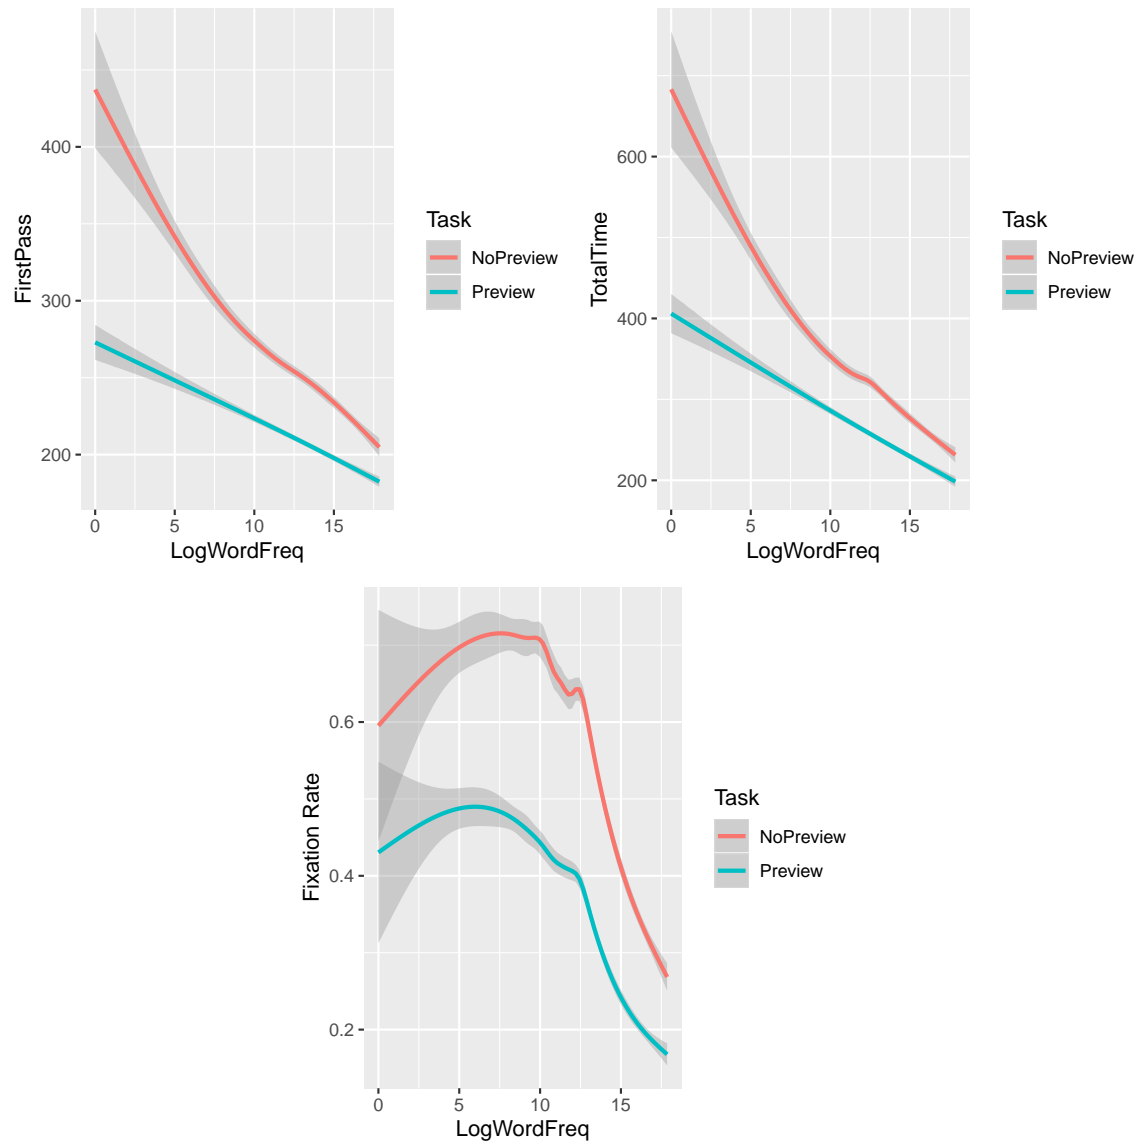 400
300
200
FirstPass
0 5 10 15
LogWordFreq
Task
NoPreview
Preview
600
400
200
TotalTime
0 5 10 15
LogWordFreq
Task
NoPreview
Preview
0.6
0.4
0.2
Fixation Rate
0 5 10 15
LogWordFreq
Task
NoPreview
Preview